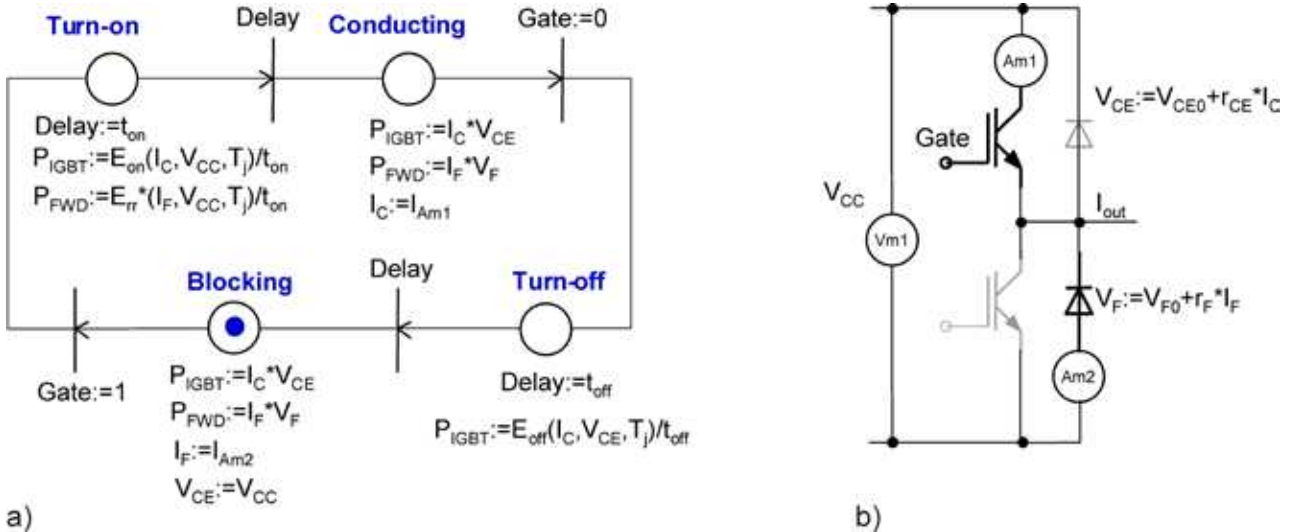 Turn-on
Delay
Conducting
Gate:=0
Delay:=t_on
P_IGBT:=E_on(I_C,V_CC,T_j)/t_on
P_FWD:=E_rr*(I_F,V_CC,T_j)/t_on
P_IGBT:=I_C*V_CE
P_FWD:=I_F*V_F
I_C:=I_Am1
Blocking
Delay
Turn-off
Gate:=1
P_IGBT:=I_C*V_CE
P_FWD:=I_F*V_F
I_F:=I_Am2
V_CE:=V_CC
Delay:=t_off
P_IGBT:=E_off(I_C,V_CE,T_j)/t_off
a)
Am1
V_CE:=V_CE0+r_CE*I_C
Gate
V_CC
I_out
Vm1
V_F:=V_F0+r_F*I_F
Am2
b)